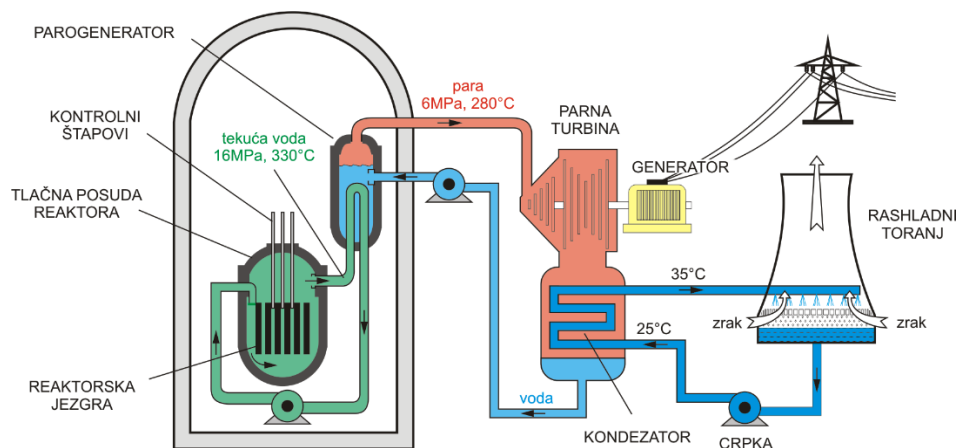 PAROGENERATOR
KONTROLNI
ŠTAPOVI
TLAČNA POSUDA
REAKTORA
REAKTORSKA
JEZGRA
tekuća voda
16MPa, 330°C
para
6MPa, 280°C
PARNA
TURBINA
GENERATOR
RASHLADNI
TORANJ
35°C
25°C
zrak
zrak
voda
KONDEZATOR
CRPKA